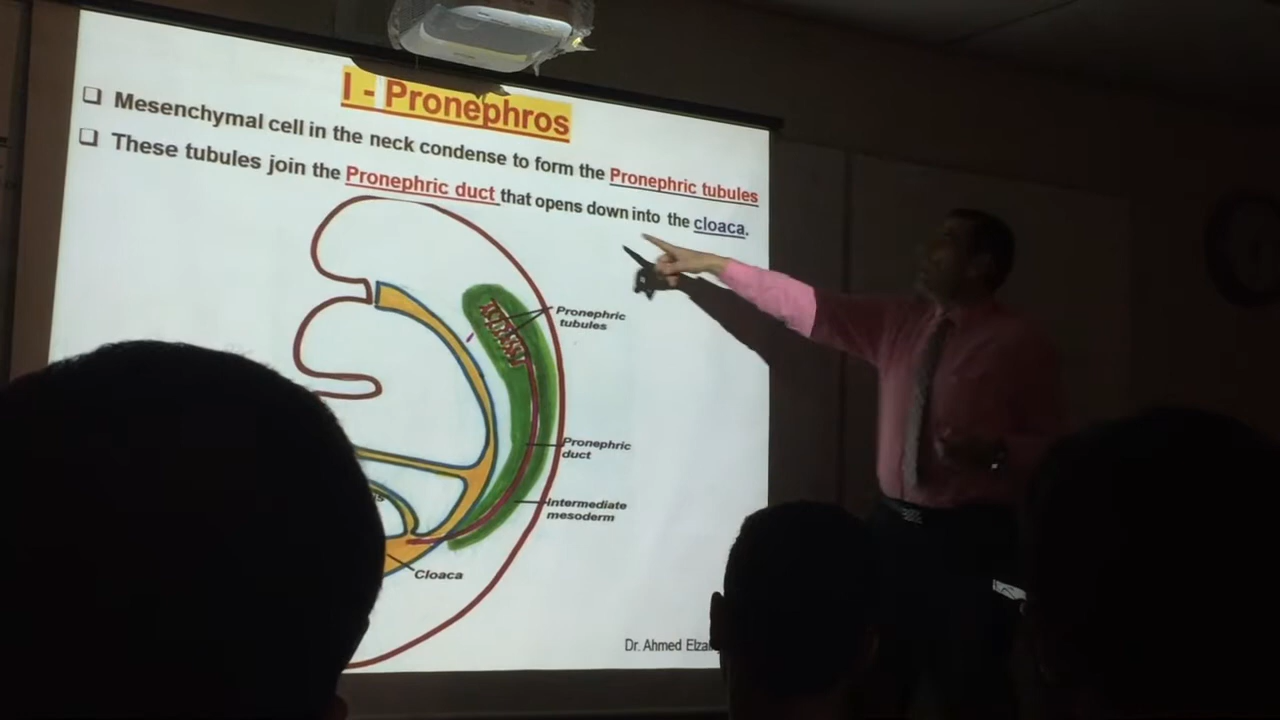 I - Pronephros
Mesenchymal cell in the neck condense to form the Pronephric tubules
These tubules join the Pronephric duct that opens down into the cloaca.
Pronephric
tubules
Pronephric
duct
Intermediate
mesoderm
Cloaca
Dr. Ahmed